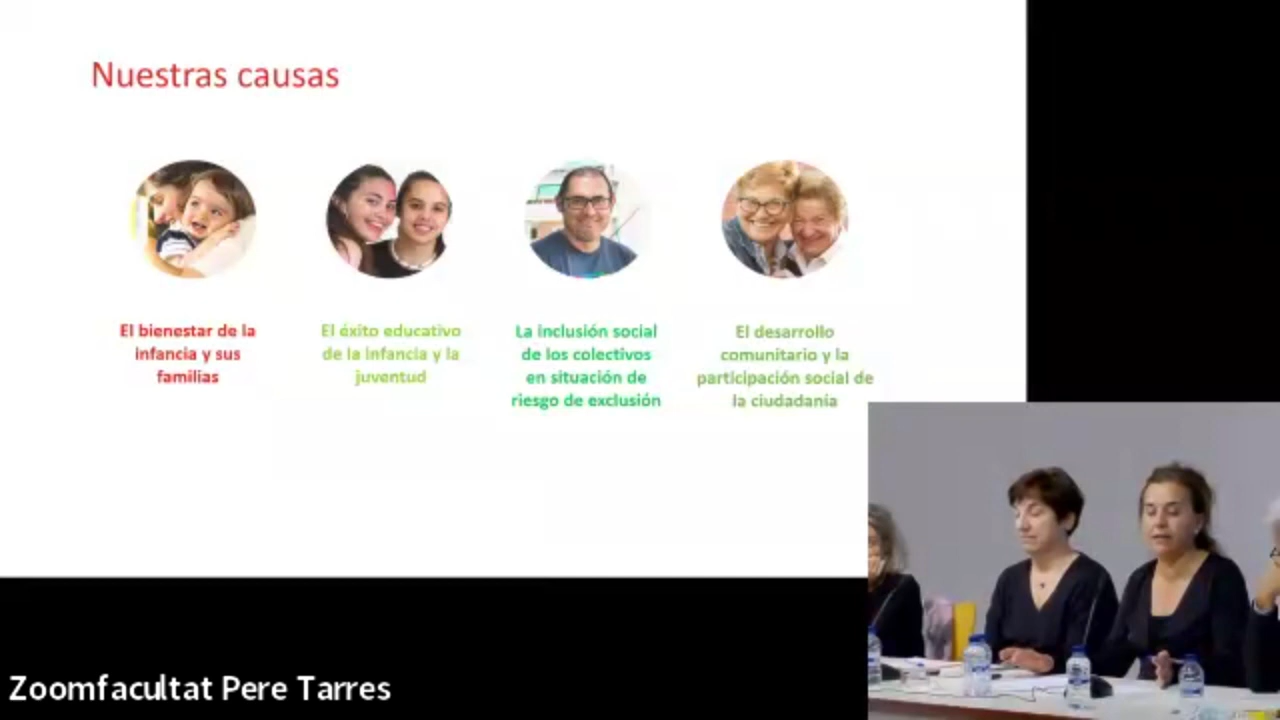 Nuestras causas
El bienestar de la
infancia y sus
familias
El éxito educativo
de la infancia y la
juventud
La inclusión social
de los colectivos
en situación de
riesgo de exclusión
El desarrollo
comunitario y la
participación social de
la ciudadanía
Zoomfacultat Pere Tarres